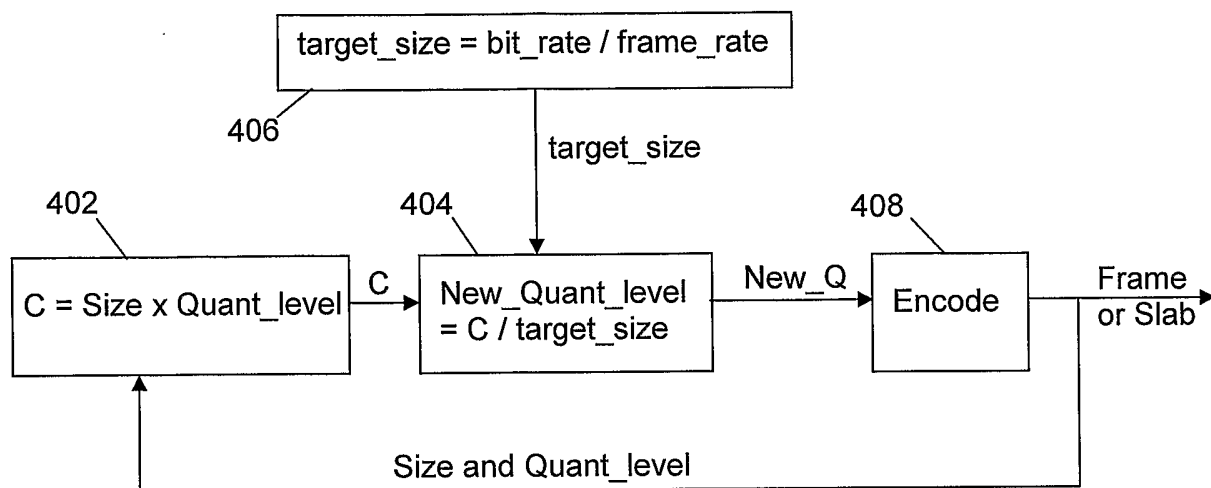 target_size = bit_rate / frame_rate
406
target_size
402
404
408
C = Size x Quant_level
C
New_Quant_level
= C / target_size
New_Q
Encode
Frame
or Slab
Size and Quant_level